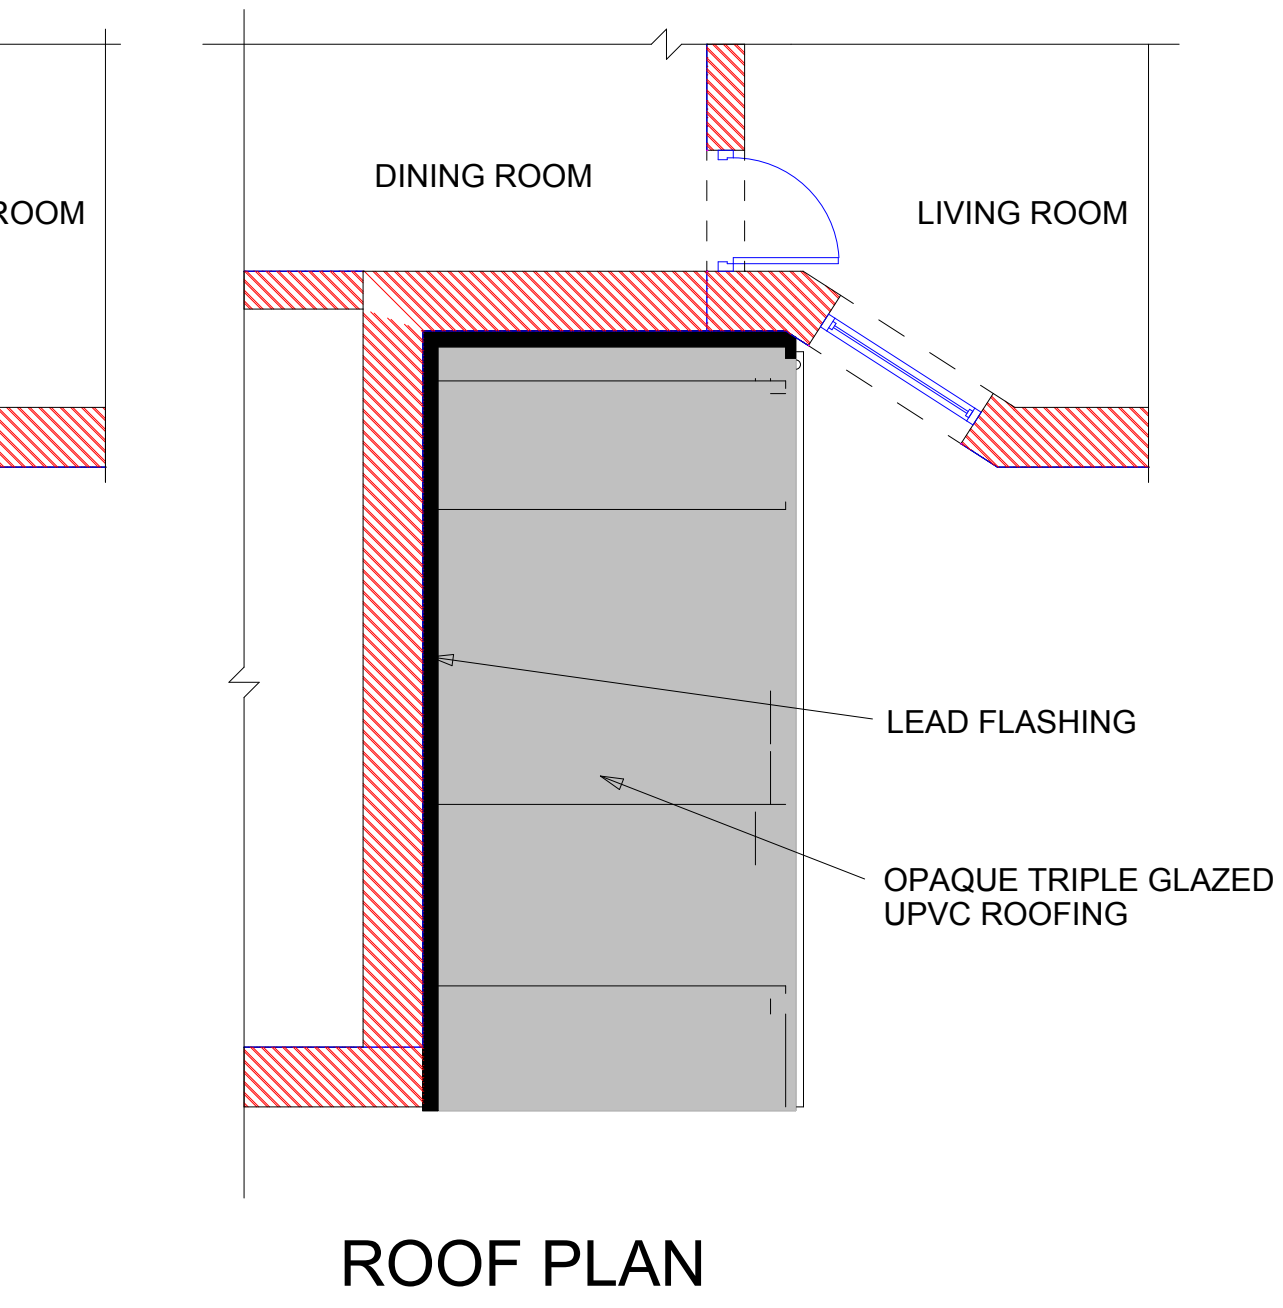 DINING ROOM
ROOM
LIVING ROOM
LEAD FLASHING
OPAQUE TRIPLE GLAZED
UPVC ROOFING
ROOF PLAN